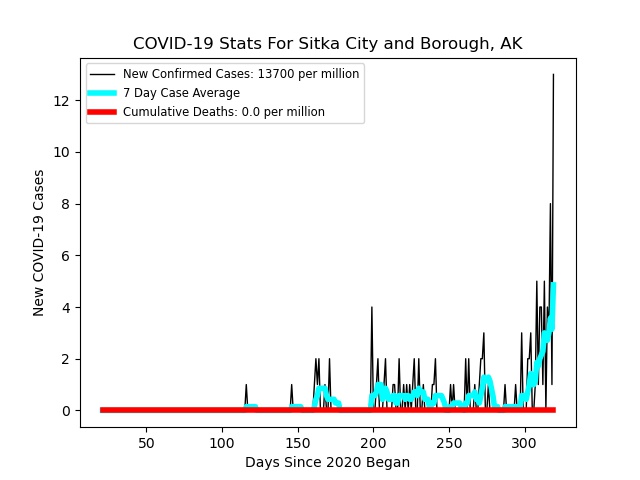 COVID-19 Stats For Sitka City and Borough, AK
New Confirmed Cases: 13700 per million
7 Day Case Average
Cumulative Deaths: 0.0 per million
New COVID-19 Cases
12
10
8
6
4
2
0
50 100 150 200 250 300
Days Since 2020 Began